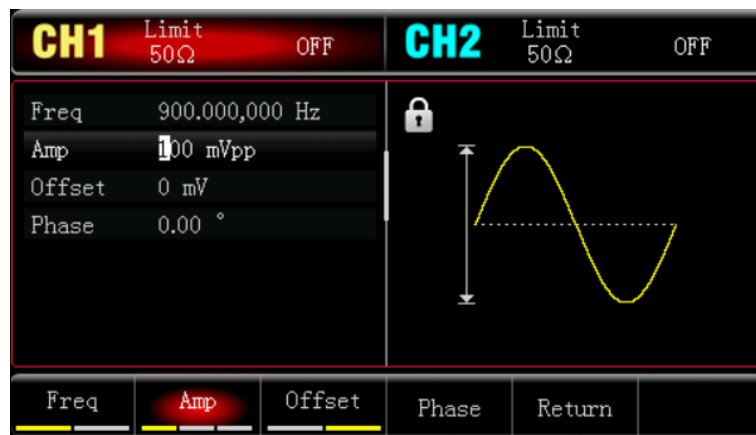 CH1 Limit 50Ω OFF CH2 Limit 50Ω OFF
Freq 900.000,000 Hz
Amp 100 mVpp
Offset 0 mV
Phase 0.00 °
Freq Amp Offset Phase Return